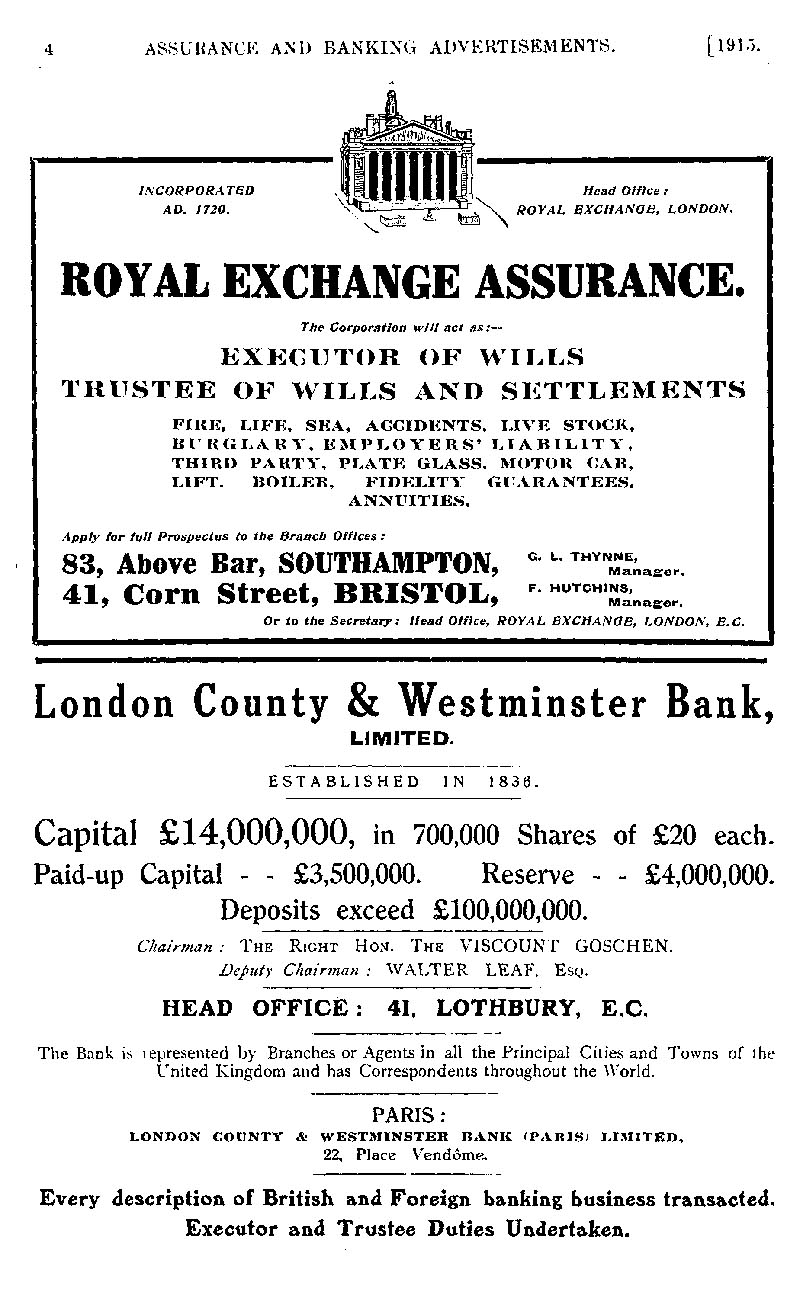 4 ASSURANCE AND BANKING ADVERTISEMENTS. [1915.
INCORPORATED
AD. 1720.
Head Office:
ROYAL EXCHANGE, LONDON.
ROYAL EXCHANGE ASSURANCE.
The Corporation will act as:—
EXECUTOR OF WILLS
TRUSTEE OF WILLS AND SETTLEMENTS
FIRE, LIFE, SEA, ACCIDENTS, LIVE STOCK,
BURGLARY, EMPLOYERS' LIABILITY,
THIRD PARTY, PLATE GLASS, MOTOR CAR,
LIFT, BOILER, FIDELITY GUARANTEES,
ANNUITIES.
Apply for full Prospectus to the Branch Offices:
83, Above Bar, SOUTHAMPTON, G. L. THYNNE, Manager.
41, Corn Street, BRISTOL, F. HUTCHINS, Manager.
Or to the Secretary: Head Office, ROYAL EXCHANGE, LONDON, E.C.
London County & Westminster Bank,
LIMITED.
ESTABLISHED IN 1836.
Capital £14,000,000, in 700,000 Shares of £20 each.
Paid-up Capital - - £3,500,000. Reserve - - £4,000,000.
Deposits exceed £100,000,000.
Chairman: THE RIGHT HON. THE VISCOUNT GOSCHEN.
Deputy Chairman: WALTER LEAF, ESQ.
HEAD OFFICE: 41, LOTHBURY, E.C.
The Bank is represented by Branches or Agents in all the Principal Cities and Towns of the
United Kingdom and has Correspondents throughout the World.
PARIS:
LONDON COUNTY & WESTMINSTER BANK (PARIS) LIMITED,
22, Place Vendôme.
Every description of British and Foreign banking business transacted.
Executor and Trustee Duties Undertaken.